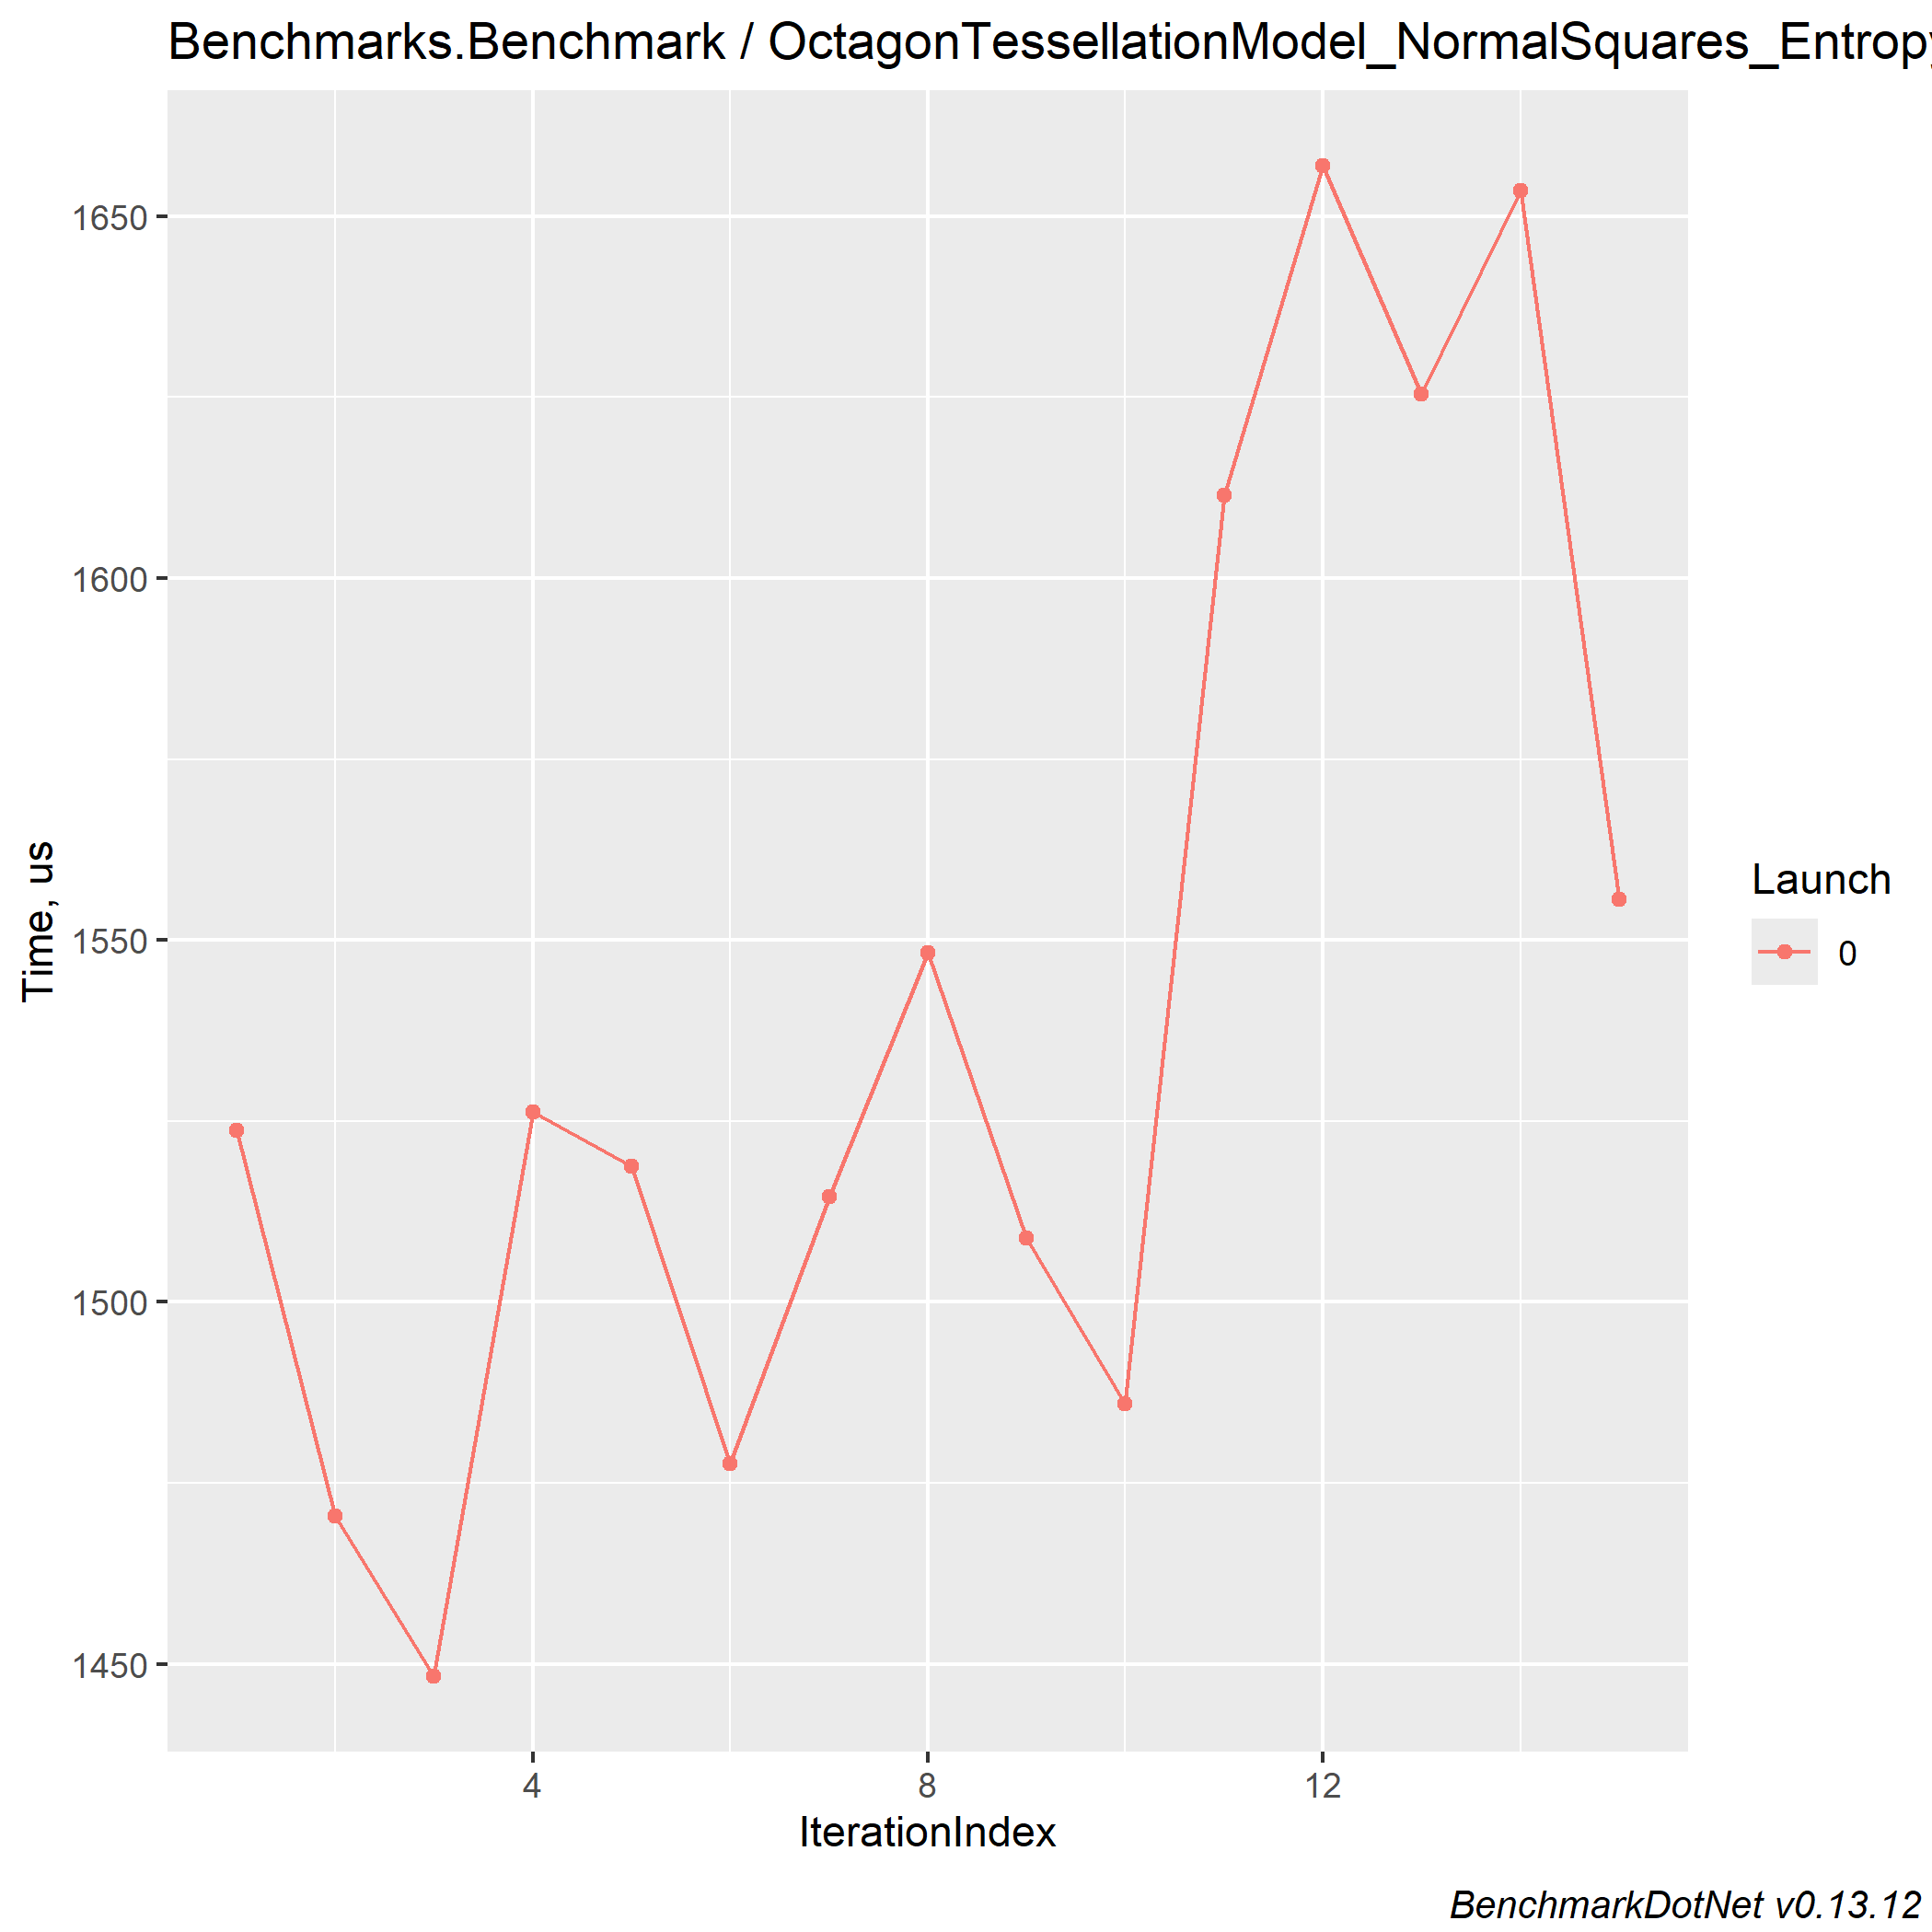 Benchmarks.Benchmark / OctagonTessellationModel_NormalSquares_Entropy
1650
1600
1550
1500
1450
Time, us
4
8
12
IterationIndex
Launch
0
BenchmarkDotNet v0.13.12